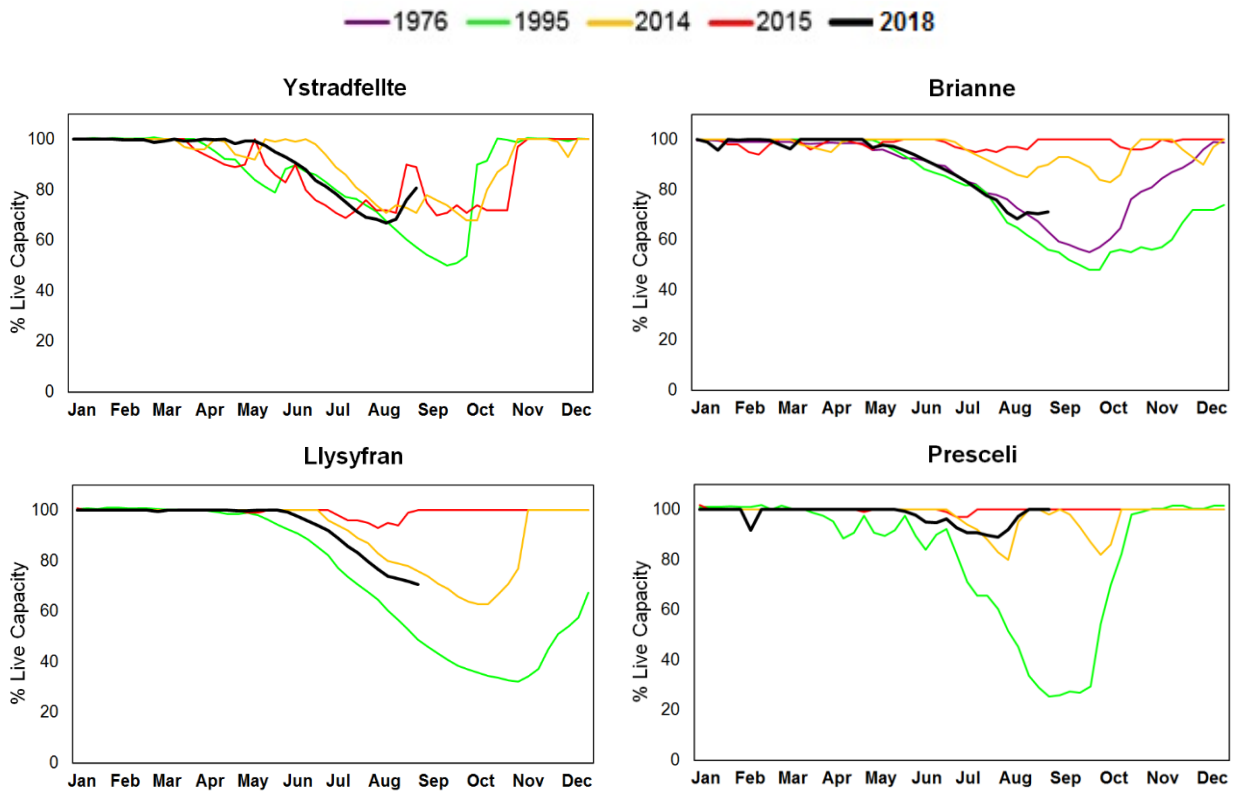 1976 1995 2014 2015 2018
Ystradfellte
% Live Capacity
100
80
60
40
20
0
Jan Feb Mar Apr May Jun Jul Aug Sep Oct Nov Dec
Brianne
% Live Capacity
100
80
60
40
20
0
Jan Feb Mar Apr May Jun Jul Aug Sep Oct Nov Dec
Llysyfran
% Live Capacity
100
80
60
40
20
0
Jan Feb Mar Apr May Jun Jul Aug Sep Oct Nov Dec
Presceli
% Live Capacity
100
80
60
40
20
0
Jan Feb Mar Apr May Jun Jul Aug Sep Oct Nov Dec